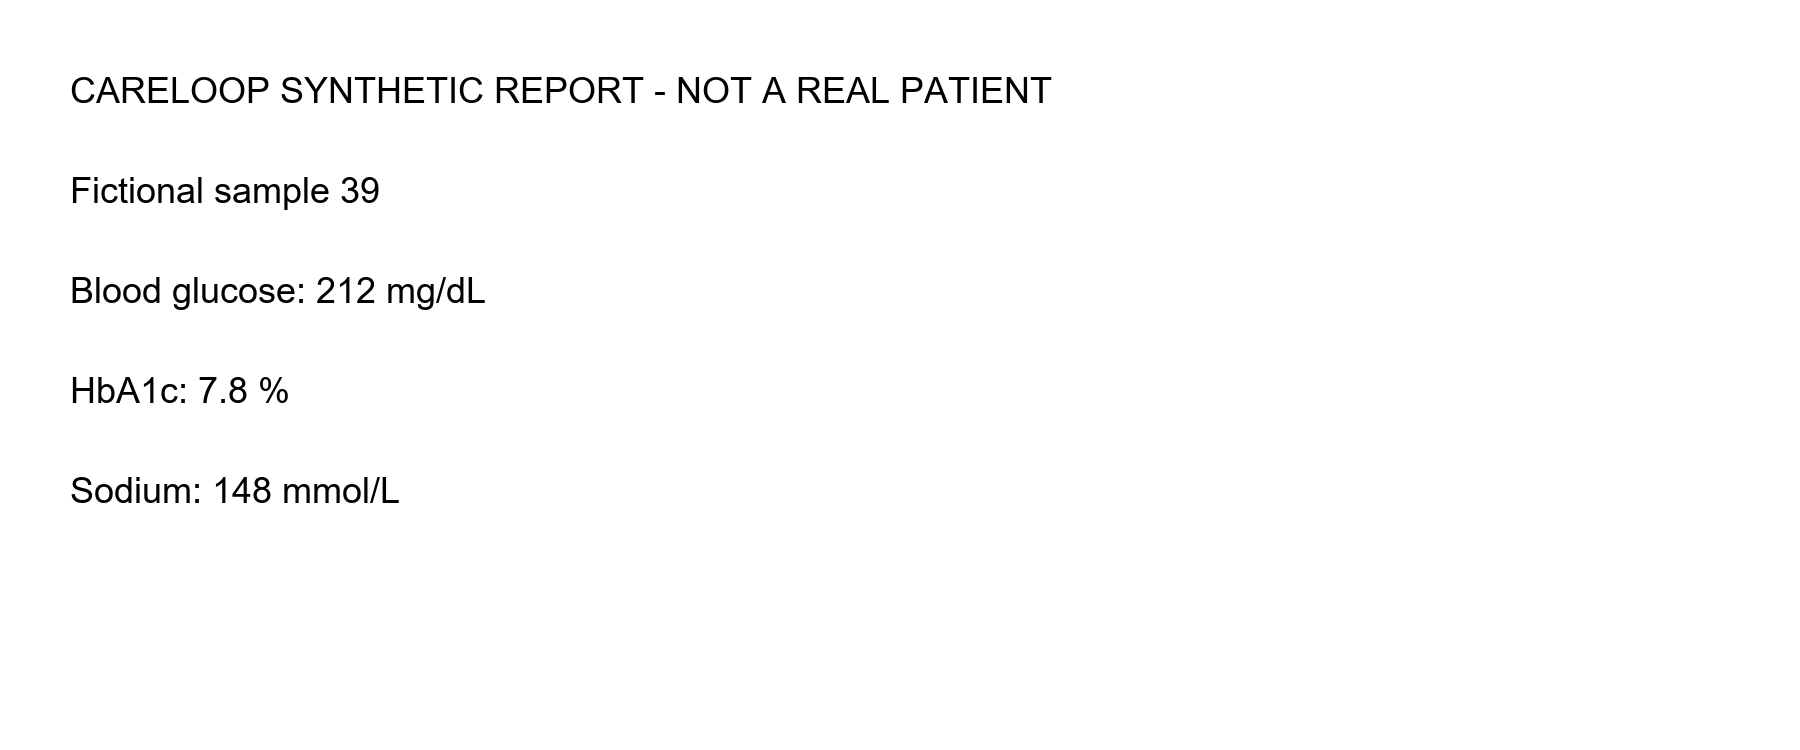 CARELOOP SYNTHETIC REPORT - NOT A REAL PATIENT
Fictional sample 39
Blood glucose: 212 mg/dL
HbA1c: 7.8 %
Sodium: 148 mmol/L